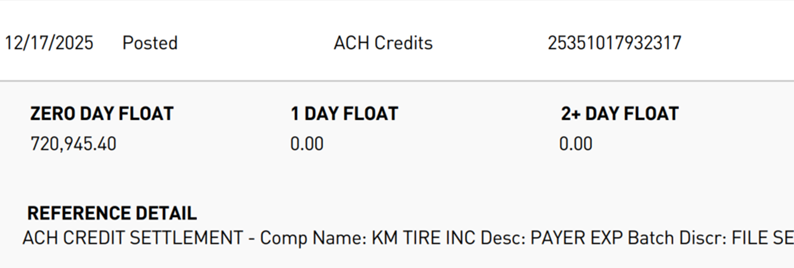 12/17/2025 Posted ACH Credits 25351017932317
ZERO DAY FLOAT 1 DAY FLOAT 2+ DAY FLOAT
720,945.40 0.00 0.00
REFERENCE DETAIL
ACH CREDIT SETTLEMENT - Comp Name: KM TIRE INC Desc: PAYER EXP Batch Discr: FILE SE